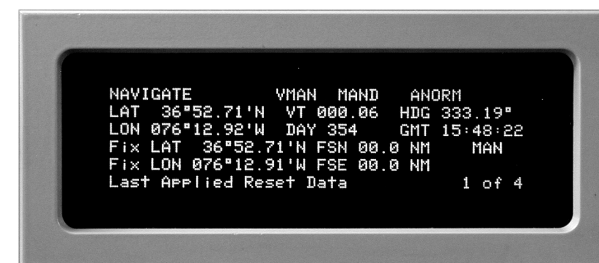 NAVIGATE VMAN MAND ANORM
LAT 36°52.71'N VT 000.06 HDG 333.19°
LON 076°12.92'W DAY 354 GMT 15:48:22
Fix LAT 36°52.71'N FSN 00.0 NM MAN
Fix LON 076°12.91'W FSE 00.0 NM
Last Applied Reset Data 1 of 4